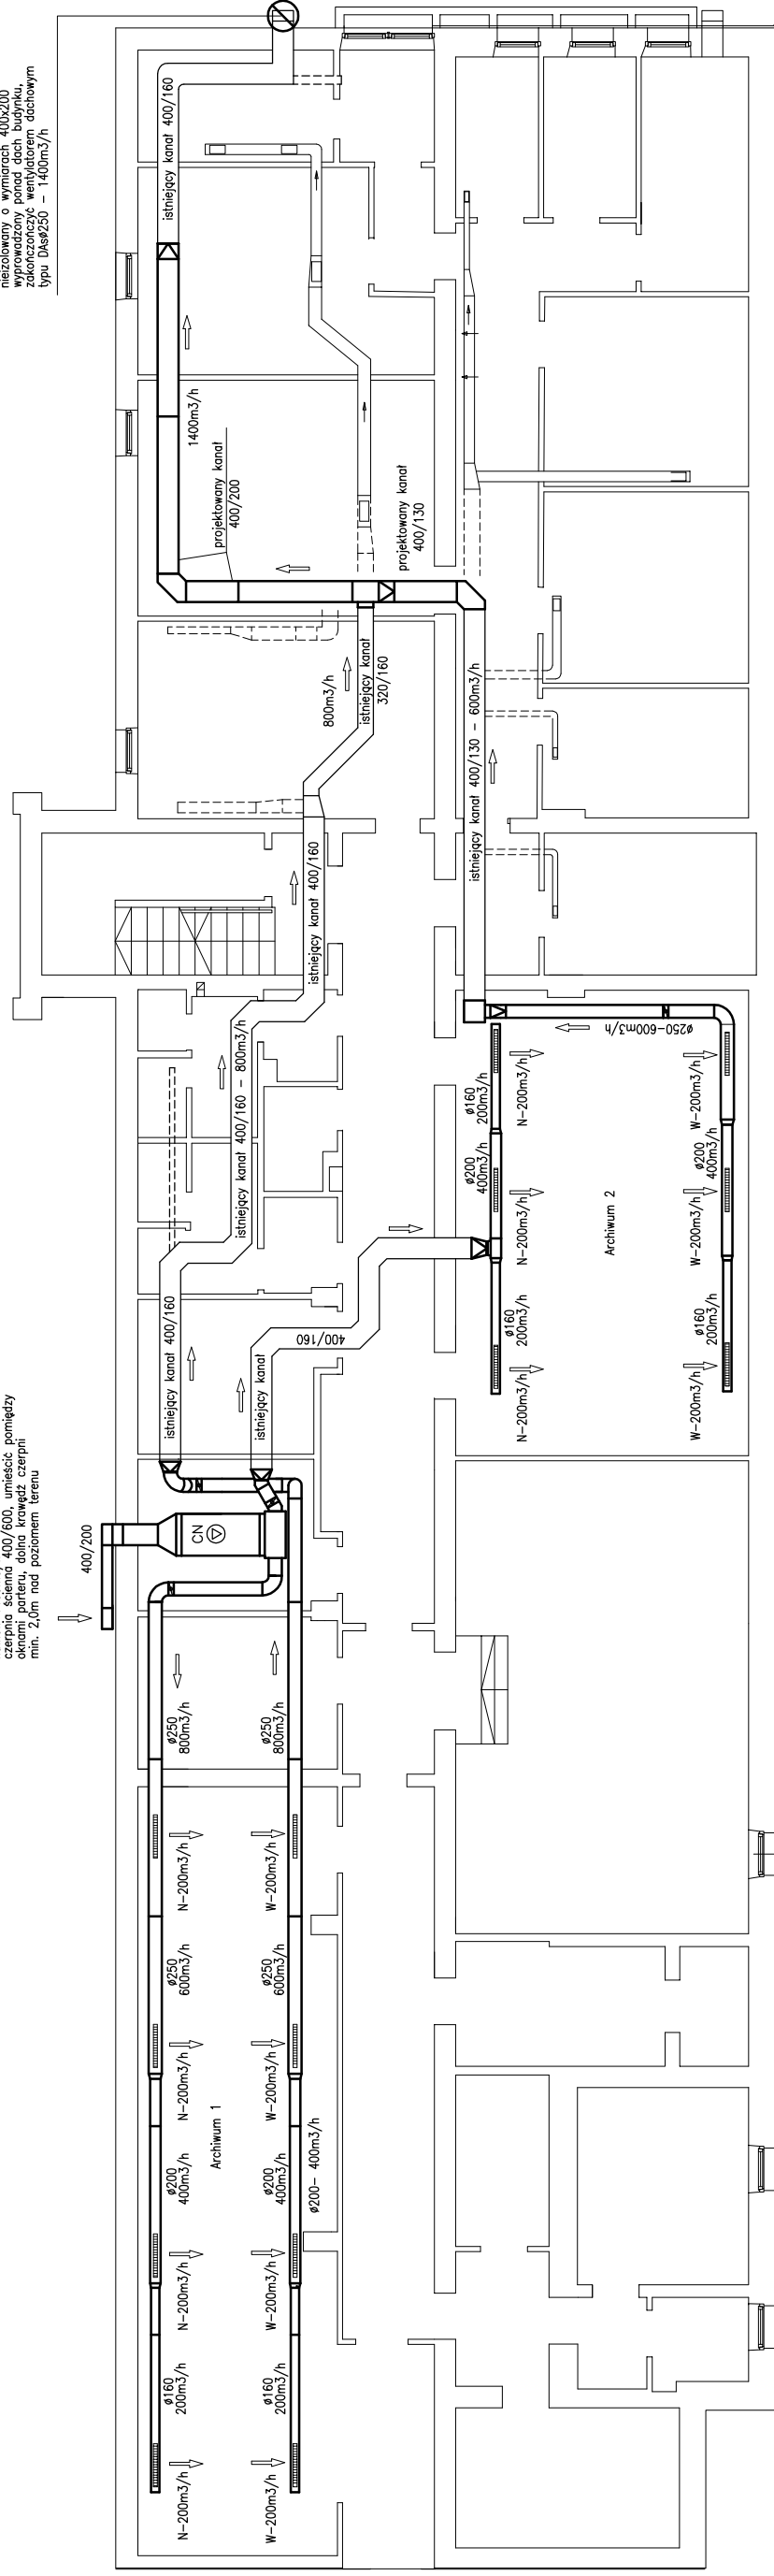 nieizolowany o wymiarach 400x200
wyprowadzony ponad dach budynku,
zakończończyć wentylatorem dachowym
typu DAsø250 - 1400m3/h
istniejący kanał 400/160
1400m3/h
projektowany kanał
400/200
projektowany kanał
400/130
800m3/h
istniejący kanał
320/160
istniejący kanał 400/130 - 600m3/h
istniejący kanał 400/160
istniejący kanał 400/160 - 800m3/h
istniejący kanał 400/160
istniejący kanał
400/160
ø250-600m3/h
ø160
200m3/h
N-200m3/h
W-200m3/h
ø200
400m3/h
ø200
400m3/h
N-200m3/h
Archiwum 2
W-200m3/h
ø160
200m3/h
ø160
200m3/h
N-200m3/h
W-200m3/h
czerpnia ścienna 400/600, umieścić pomiędzy
oknami parteru, dolna krawędź czerpni
min. 2,0m nad poziomem terenu
400/200
CN
ø250
800m3/h
ø250
800m3/h
N-200m3/h
W-200m3/h
ø250
600m3/h
ø250
600m3/h
N-200m3/h
W-200m3/h
Archiwum 1
ø200
400m3/h
ø200
400m3/h
ø200- 400m3/h
N-200m3/h
W-200m3/h
ø160
200m3/h
ø160
200m3/h
N-200m3/h
W-200m3/h